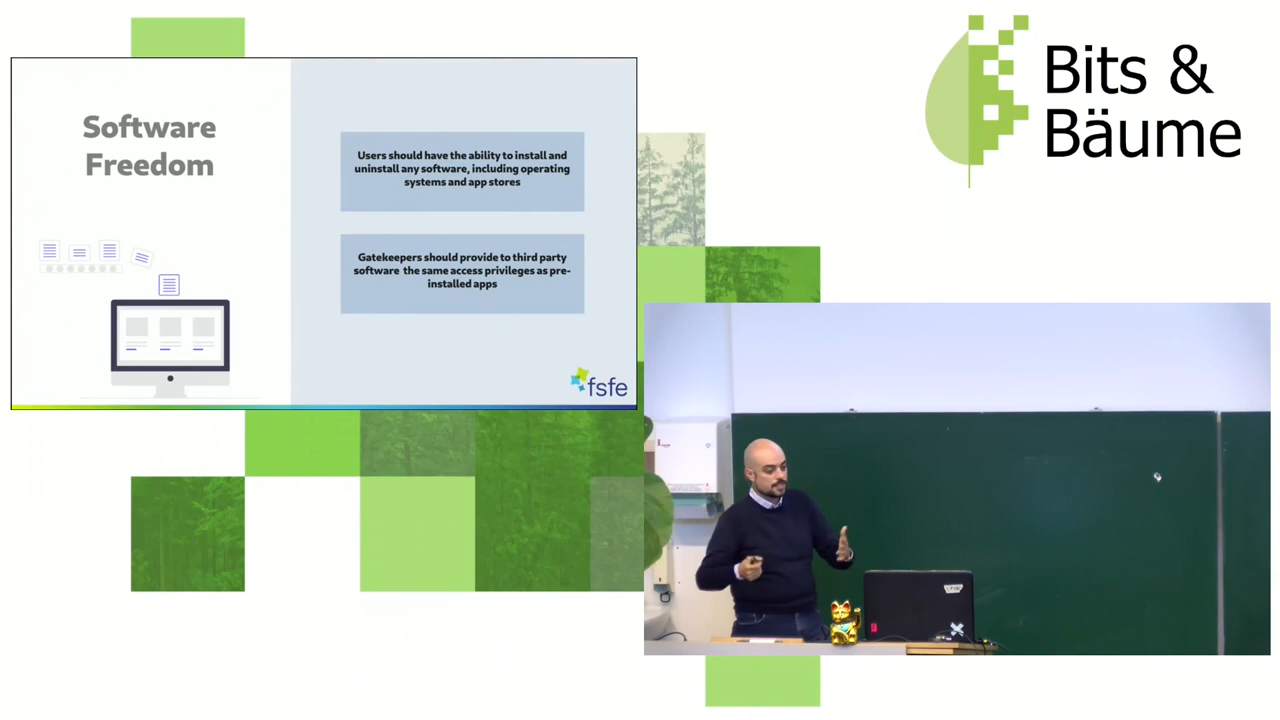 Software
Freedom
Users should have the ability to install and
uninstall any software, including operating
systems and app stores
Gatekeepers should provide to third party
software the same access privileges as pre-
installed apps
fsfe
Bits &
Bäume